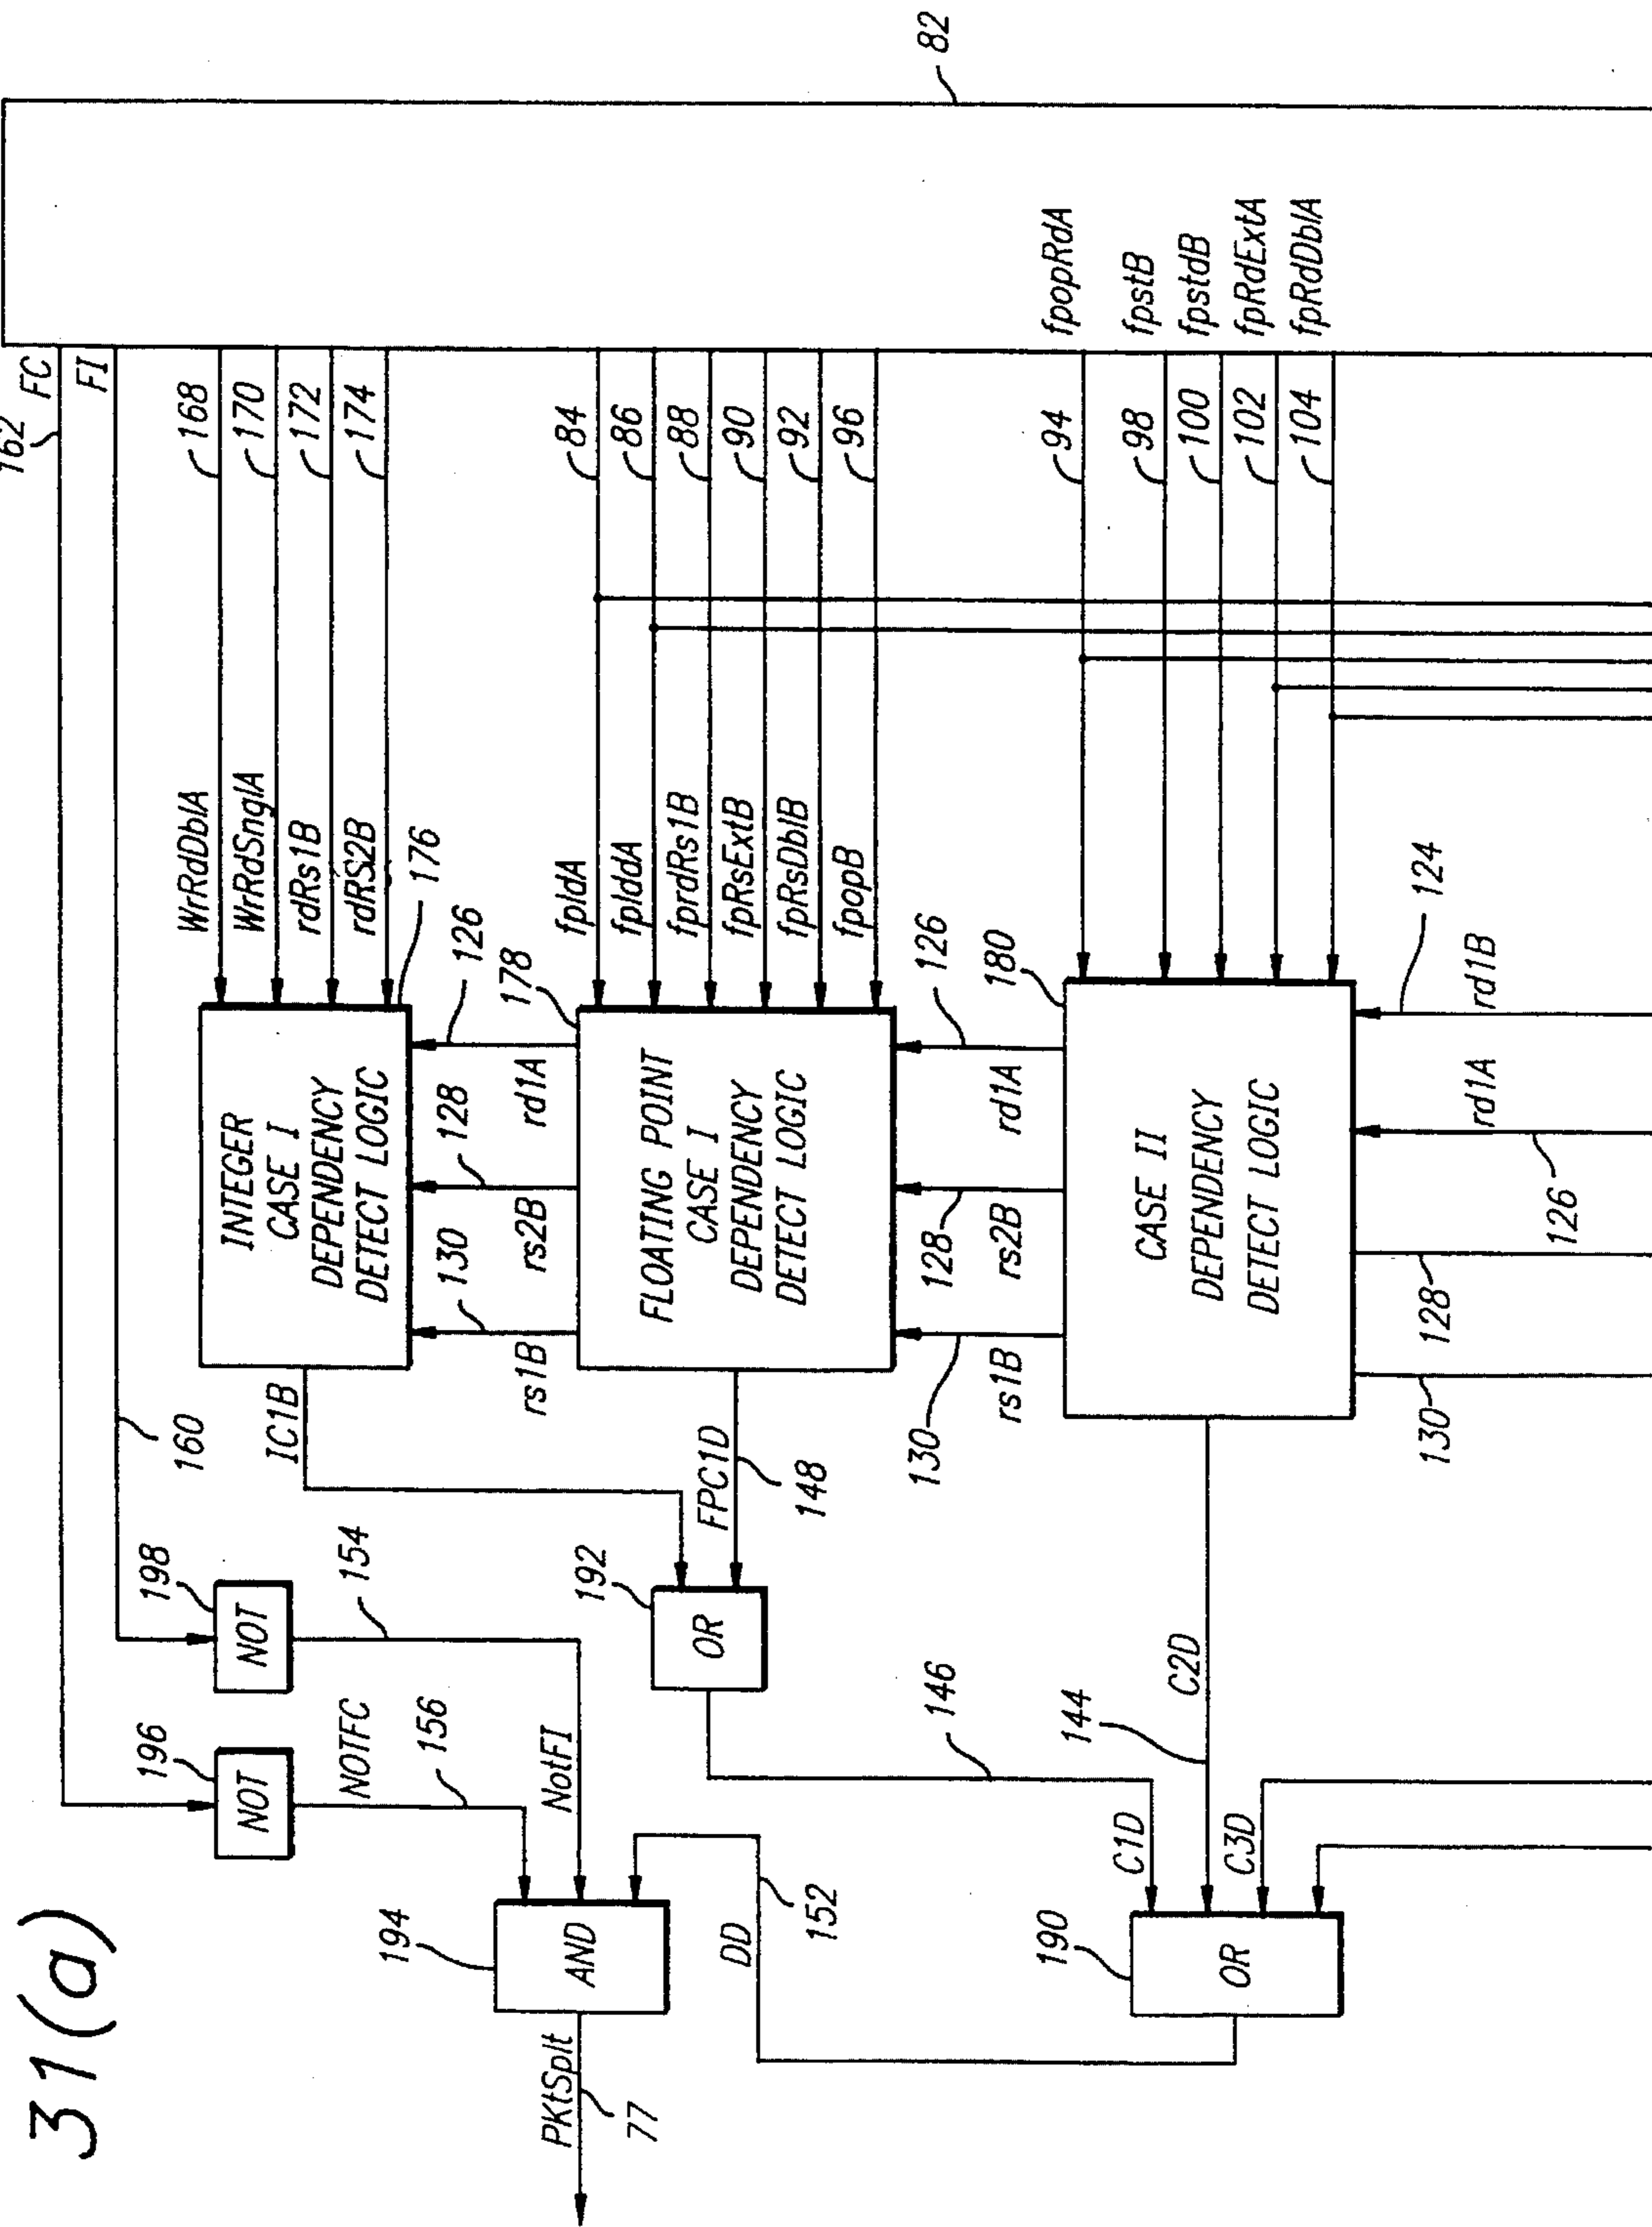 31(a)
82
162
FC
FI
160
168
170
172
174
WrRdDblA
WrRdSnglA
rdRs1B
rdRS2B
176
INTEGER
CASE I
DEPENDENCY
DETECT LOGIC
IC1B
198
NOT
154
196
NOT
NOTFC
156
NotFI
194
AND
PKtSplt
77
DD
152
126
rd1A
128
rs2B
130
rs1B
84
86
88
90
92
96
fpldA
fplddA
fprdRs1B
fpRsExtB
fpRsDblB
fpopB
178
FLOATING POINT
CASE I
DEPENDENCY
DETECT LOGIC
FPC1D
148
192
OR
146
126
rd1A
128
rs2B
130
rs1B
fpopRdA
fpstB
fpstdB
fpRdExtA
fpRdDblA
94
98
100
102
104
180
CASE II
DEPENDENCY
DETECT LOGIC
C2D
144
C1D
C3D
190
OR
124
rd1B
rd1A
126
128
130